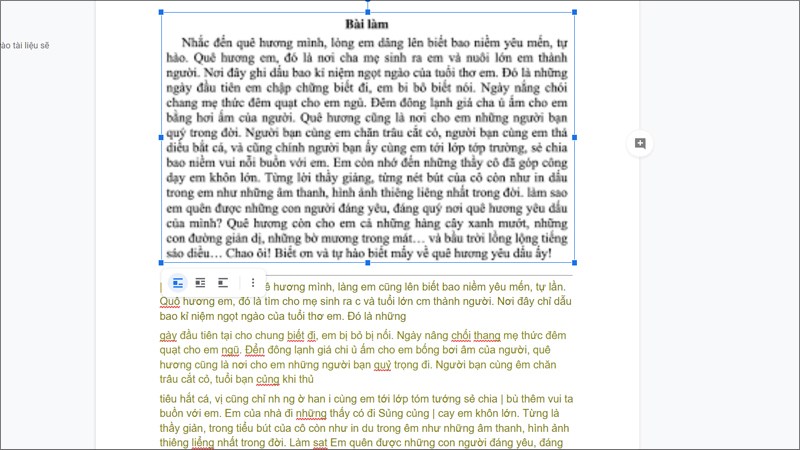 ào tài liệu sẽ
Bài làm
Nhắc đến quê hương mình, lòng em dâng lên biết bao niềm yêu mến, tự
hào. Quê hương em, đó là nơi cha mẹ sinh ra em và nuôi lớn em thành
người. Nơi đây ghi dấu bao kỉ niệm ngọt ngào của tuổi thơ em. Đó là những
ngày đầu tiên em chập chững biết đi, em bi bô biết nói. Ngày nắng chói
chang mẹ thức đêm quạt cho em ngủ. Đêm đông lạnh giá cha ủ ấm cho em
bằng hơi ấm của người. Quê hương cũng là nơi cho em những người bạn
quý trong đời. Người bạn cùng em chăn trâu cắt cỏ, người bạn cùng em thả
diều bắt cá, và cũng chính người bạn ấy cùng em tới lớp tớp trường, sẻ chia
bao niềm vui nỗi buồn với em. Em còn nhớ đến những thầy cô đã góp công
dạy em khôn lớn. Từng lời thầy giảng, từng nét bút của cô còn như in dấu
trong em như những âm thanh, hình ảnh thiêng liêng nhất trong đời. làm sao
em quên được những con người đáng yêu, đáng quý nơi quê hương yêu dấu
của mình? Quê hương còn cho em cả những hàng cây xanh mướt, những
con đường giản dị, những bờ mương trong mát… và bầu trời lồng lộng tiếng
sáo diều… Chao ôi! Biết ơn và tự hào biết mấy về quê hương yêu dấu ấy!
| ê hương mình, làng em cũng lên biết bao niềm yêu mến, tự lần.
Quô hương em, đó là tìm cho mẹ sinh ra c và tuổi lớn cm thành người. Nơi đây chỉ dẫu
bao kỉ niệm ngọt ngào của tuổi thơ em. Đó là những
gày đầu tiên tại cho chung biết đi, em bị bỏ bị nối. Ngày nâng chối thang mẹ thức đêm
quạt cho em ngũ. Đển đông lạnh giá chi ủ ấm cho em bống bơi âm của người, quê
hương cũng là nơi cho em những người bạn guý trọng đi. Người bạn cùng êm chăn
trâu cắt cỏ, tuổi bạn cùng khi thủ
tiêu hắt cá, vị cũng chỉ nh ng ờ han i cùng em tới lớp tóm tướng sẻ chía | bù thêm vui ta
buồn với em. Em của nhà đi những thấy có đi Súng củng | cay em khôn lớn. Từng là
thầy giản, trong tiểu bút của cô còn như in du trong êm như những âm thanh, hình ảnh
thiêng liềng nhất trong đời. Lám sat Em quên được những con người đáng yêu, đáng